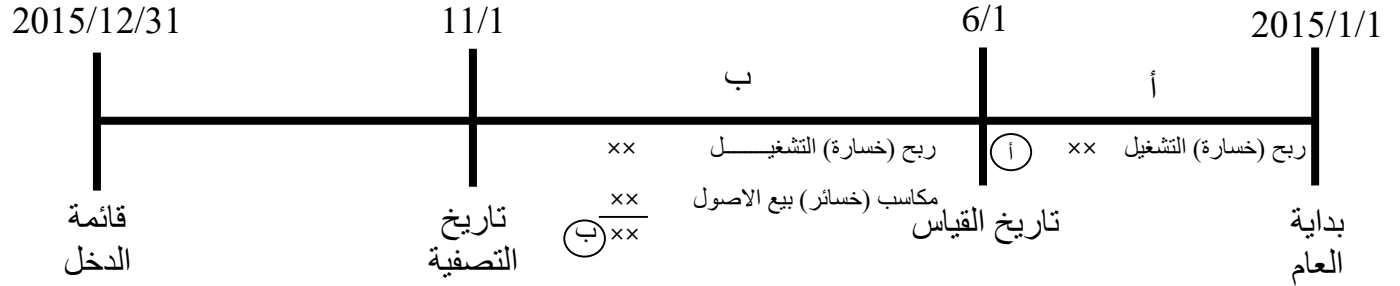 2015/1/1
6/1
11/1
2015/12/31
أ
ب
ربح (خسارة) التشغيل ××
أ
ربح (خسارة) التشغيـــــــل ××
مكاسب (خسائر) بيع الاصول ××
×× ب
بداية
العام
تاريخ القياس
تاريخ
التصفية
قائمة
الدخل